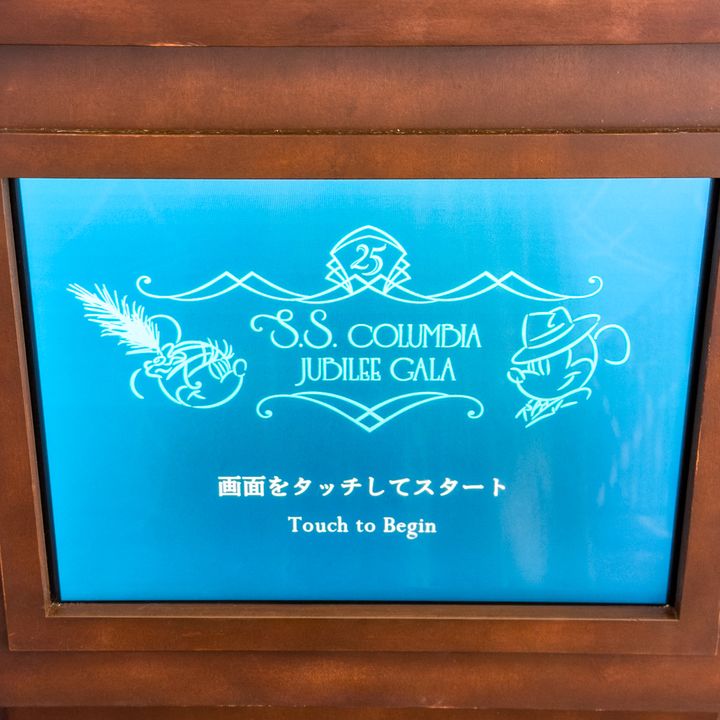 25
S.S. COLUMBIA
JUBILEE GALA
画面をタッチしてスタート
Touch to Begin